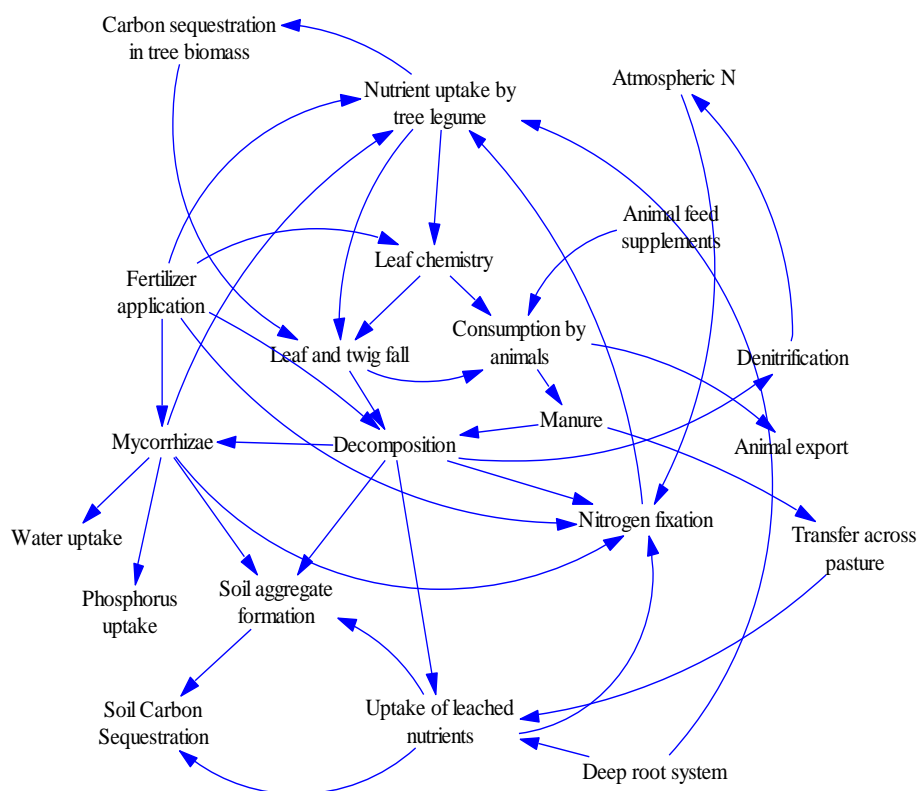 Carbon sequestration
in tree biomass
Nutrient uptake by
tree legume
Atmospheric N
Animal feed
supplements
Leaf chemistry
Fertilizer
application
Consumption by
animals
Leaf and twig fall
Denitrification
Manure
Mycorrhizae
Decomposition
Animal export
Nitrogen fixation
Water uptake
Transfer across
pasture
Soil aggregate
formation
Phosphorus
uptake
Soil Carbon
Sequestration
Uptake of leached
nutrients
Deep root system